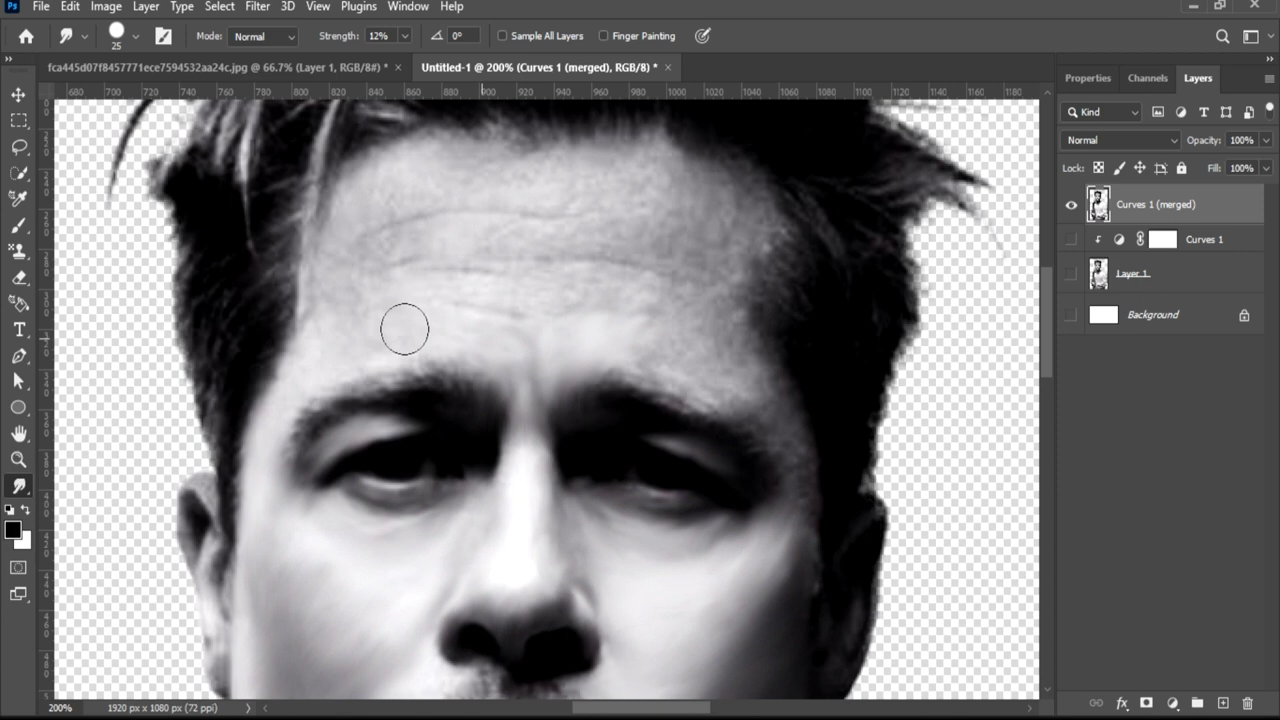 Ps File Edit Image Layer Type Select Filter 3D View Plugins Window Help
25 Mode: Normal Strength: 12% 0° Sample All Layers Finger Painting
fca445d07f8457771ece7594532aa24c.jpg @ 66.7% (Layer 1, RGB/8#) * × Untitled-1 @ 200% (Curves 1 (merged), RGB/8) * ×
Properties Channels Layers
680 700 720 740 760 780 800 820 840 860 880 900 920 940 960 980 1000 1020 1040 1060 1080 1100 1120 1140 1160 1180
Kind
Normal Opacity: 100%
Lock: Fill: 100%
Curves 1 (merged)
Curves 1
Layer 1
Background
200% 1920 px x 1080 px (72 ppi)
fx